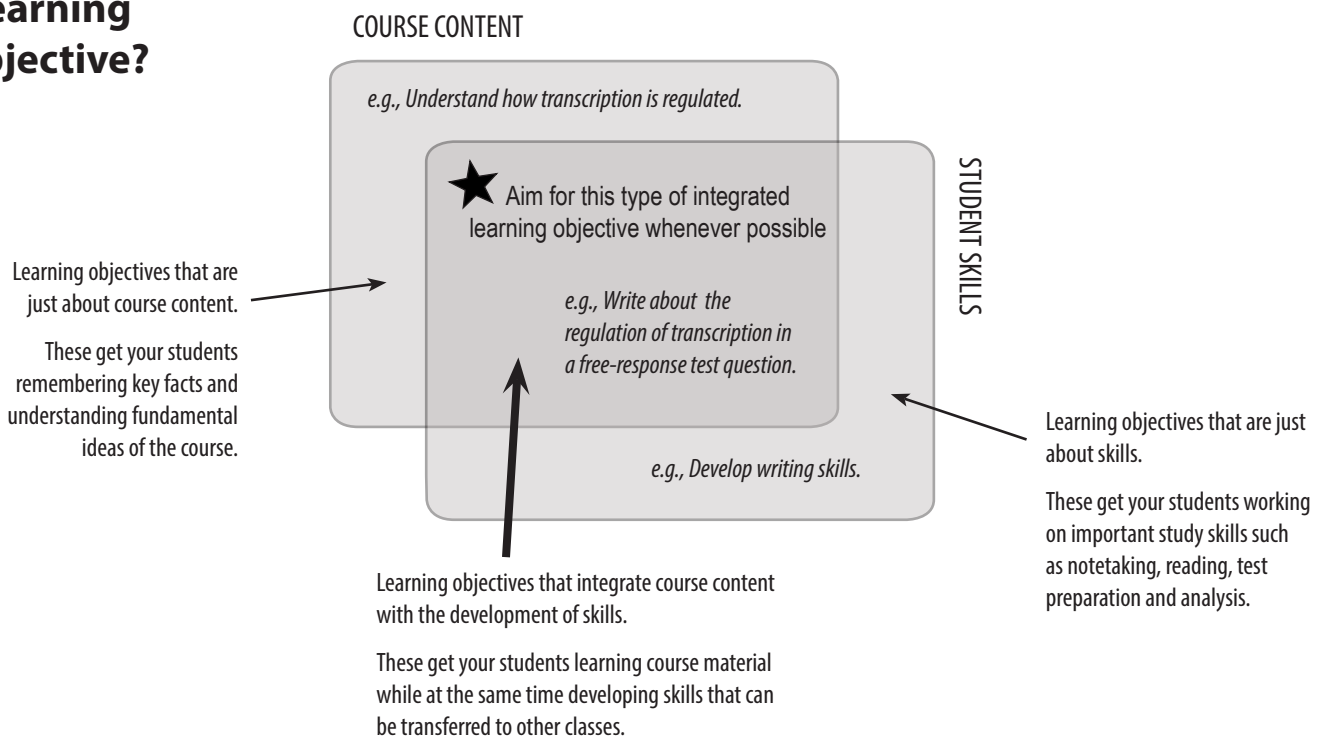 earning
jective?
COURSE CONTENT
e.g., Understand how transcription is regulated.
Aim for this type of integrated
learning objective whenever possible
e.g., Write about the
regulation of transcription in
a free-response test question.
e.g., Develop writing skills.
STUDENT SKILLS
Learning objectives that are
just about course content.
These get your students
remembering key facts and
understanding fundamental
ideas of the course.
Learning objectives that are just
about skills.
These get your students working
on important study skills such
as notetaking, reading, test
preparation and analysis.
Learning objectives that integrate course content
with the development of skills.
These get your students learning course material
while at the same time developing skills that can
be transferred to other classes.